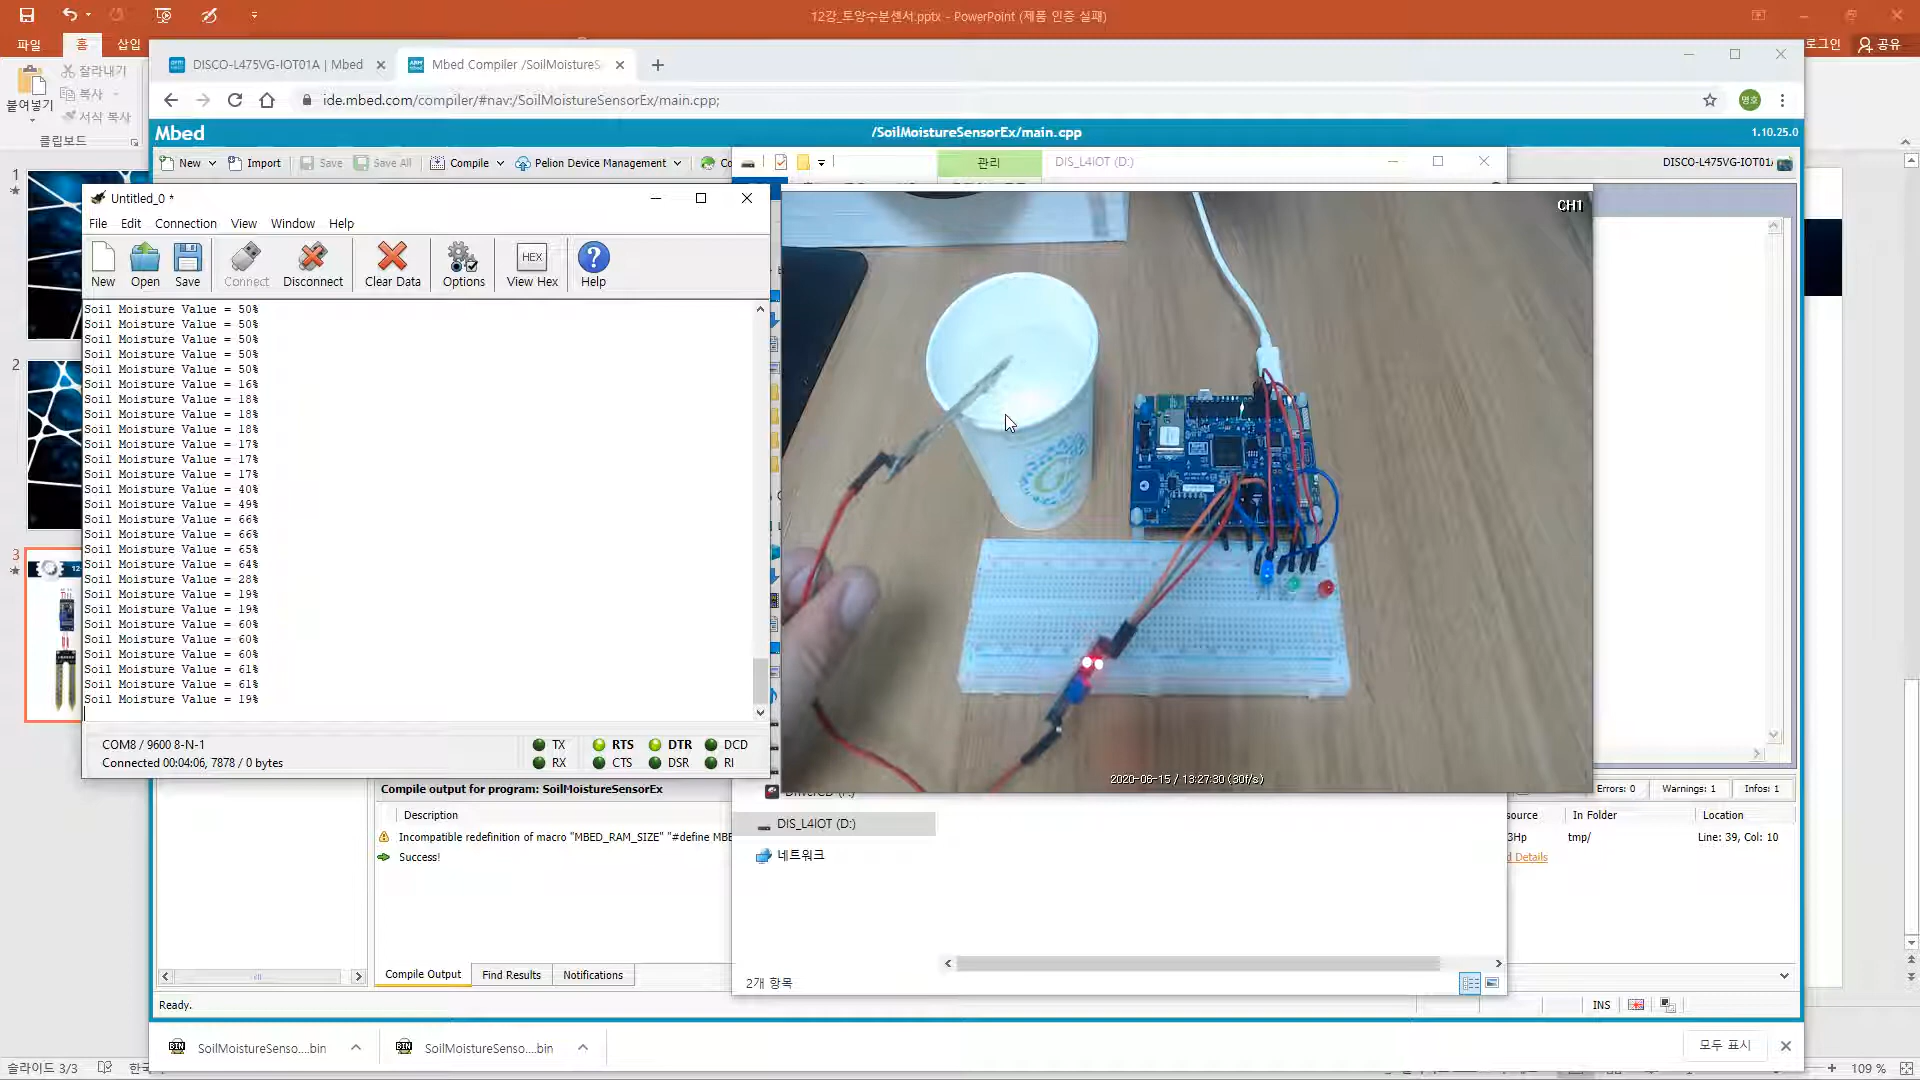 12강_토양수분센서.pptx - PowerPoint (제품 인증 실패)
파일
홈
삽입
로그인
공유
잘라내기
복사
서식 복사
붙여넣기
클립보드
DISCO-L475VG-IOT01A | Mbed
Mbed Compiler /SoilMoistureS
ide.mbed.com/compiler/#nav:/SoilMoistureSensorEx/main.cpp;
영호
Mbed
/SoilMoistureSensorEx/main.cpp
1.10.25.0
New
Import
Save
Save All
Compile
Pelion Device Management
Co
관리
DIS_L4IOT (D:)
DISCO-L475VG-IOT01A
1
2
3
12-
Untitled_0 *
File
Edit
Connection
View
Window
Help
New
Open
Save
Connect
Disconnect
Clear Data
Options
HEX
View Hex
Help
Soil Moisture Value = 50%
Soil Moisture Value = 50%
Soil Moisture Value = 50%
Soil Moisture Value = 50%
Soil Moisture Value = 50%
Soil Moisture Value = 16%
Soil Moisture Value = 18%
Soil Moisture Value = 18%
Soil Moisture Value = 18%
Soil Moisture Value = 17%
Soil Moisture Value = 17%
Soil Moisture Value = 17%
Soil Moisture Value = 40%
Soil Moisture Value = 49%
Soil Moisture Value = 66%
Soil Moisture Value = 66%
Soil Moisture Value = 65%
Soil Moisture Value = 64%
Soil Moisture Value = 28%
Soil Moisture Value = 19%
Soil Moisture Value = 19%
Soil Moisture Value = 60%
Soil Moisture Value = 60%
Soil Moisture Value = 60%
Soil Moisture Value = 61%
Soil Moisture Value = 61%
Soil Moisture Value = 19%
COM8 / 9600 8-N-1
Connected 00:04:06, 7878 / 0 bytes
TX
RX
RTS
CTS
DTR
DSR
DCD
RI
CH1
2020-06-15 / 13:27:30 (30f/s)
Compile output for program: SoilMoistureSensorEx
Errors: 0
Warnings: 1
Infos: 1
Description
source
In Folder
Location
Incompatible redefinition of macro "MBED_RAM_SIZE" "#define MBE
3Hp
tmp/
Line: 39, Col: 10
Success!
d Details
DIS_L4IOT (D:)
네트워크
2개 항목
Compile Output
Find Results
Notifications
Ready.
INS
BIN
SoilMoistureSenso....bin
BIN
SoilMoistureSenso....bin
모두 표시
슬라이드 3/3
한국
109 %